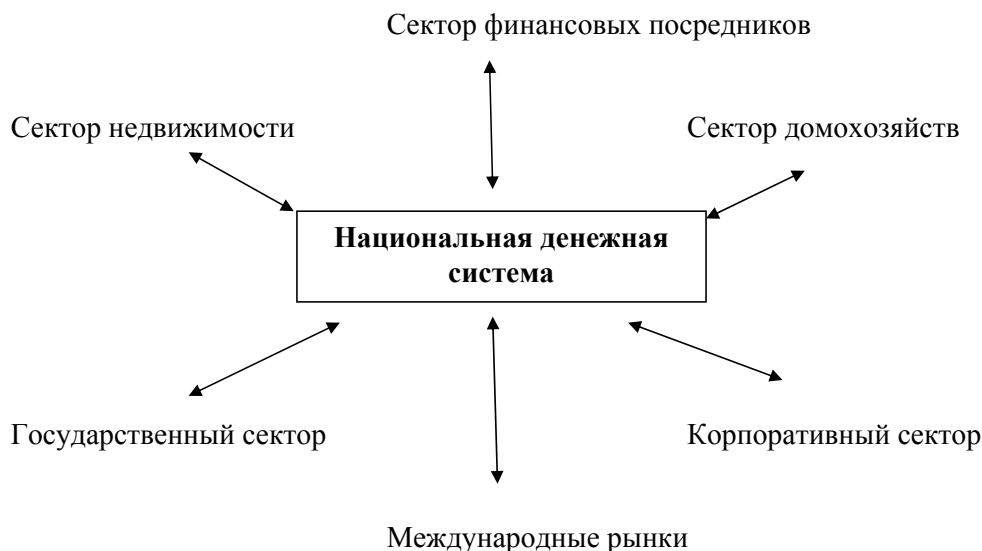 Сектор финансовых посредников
Сектор недвижимости
Сектор домохозяйств
Национальная денежная
система
Государственный сектор
Корпоративный сектор
Международные рынки